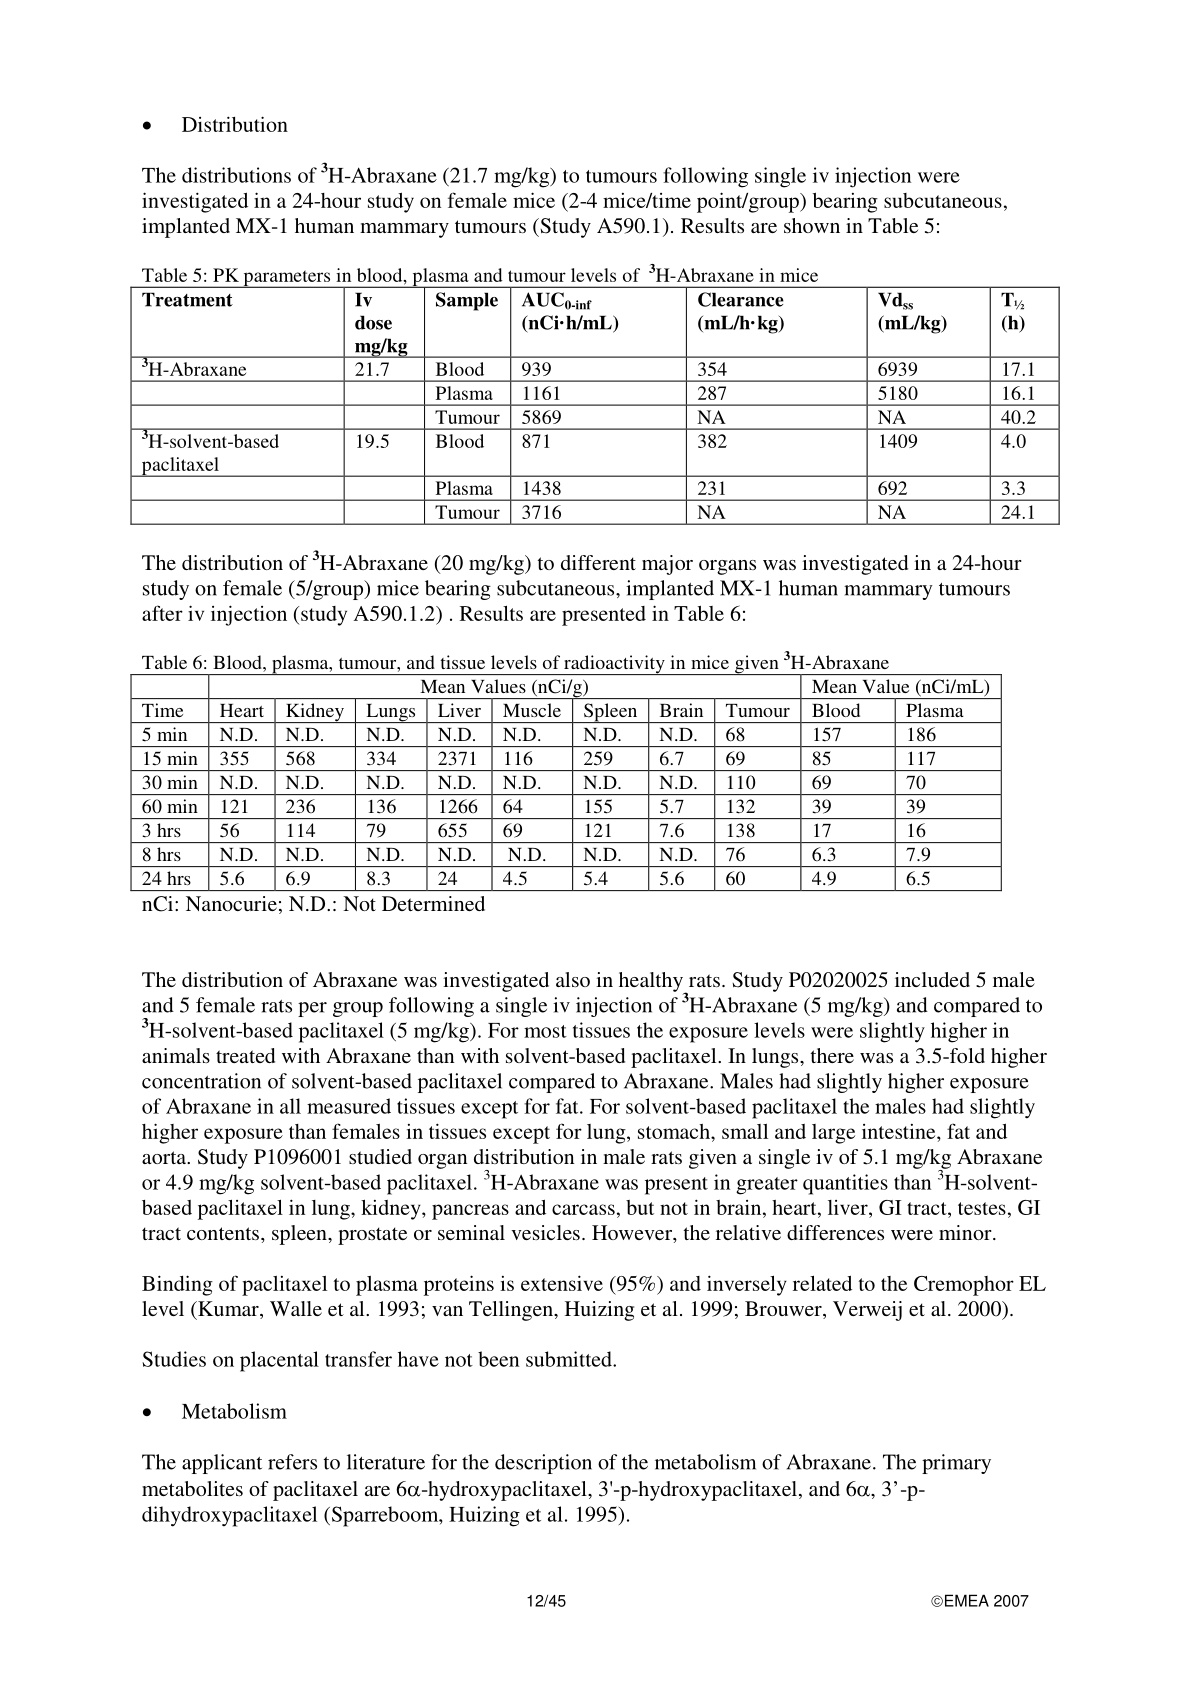 • Distribution
The distributions of ³H-Abraxane (21.7 mg/kg) to tumours following single iv injection were
investigated in a 24-hour study on female mice (2-4 mice/time point/group) bearing subcutaneous,
implanted MX-1 human mammary tumours (Study A590.1). Results are shown in Table 5:
Table 5: PK parameters in blood, plasma and tumour levels of ³H-Abraxane in mice
Treatment Iv dose mg/kg Sample AUC0-inf (nCi·h/mL) Clearance (mL/h·kg) Vdss (mL/kg) T½ (h)
³H-Abraxane 21.7 Blood 939 354 6939 17.1
Plasma 1161 287 5180 16.1
Tumour 5869 NA NA 40.2
³H-solvent-based paclitaxel 19.5 Blood 871 382 1409 4.0
Plasma 1438 231 692 3.3
Tumour 3716 NA NA 24.1
The distribution of ³H-Abraxane (20 mg/kg) to different major organs was investigated in a 24-hour
study on female (5/group) mice bearing subcutaneous, implanted MX-1 human mammary tumours
after iv injection (study A590.1.2) . Results are presented in Table 6:
Table 6: Blood, plasma, tumour, and tissue levels of radioactivity in mice given ³H-Abraxane
Mean Values (nCi/g) Mean Value (nCi/mL)
Time Heart Kidney Lungs Liver Muscle Spleen Brain Tumour Blood Plasma
5 min N.D. N.D. N.D. N.D. N.D. N.D. N.D. 68 157 186
15 min 355 568 334 2371 116 259 6.7 69 85 117
30 min N.D. N.D. N.D. N.D. N.D. N.D. N.D. 110 69 70
60 min 121 236 136 1266 64 155 5.7 132 39 39
3 hrs 56 114 79 655 69 121 7.6 138 17 16
8 hrs N.D. N.D. N.D. N.D. N.D. N.D. N.D. 76 6.3 7.9
24 hrs 5.6 6.9 8.3 24 4.5 5.4 5.6 60 4.9 6.5
nCi: Nanocurie; N.D.: Not Determined
The distribution of Abraxane was investigated also in healthy rats. Study P02020025 included 5 male
and 5 female rats per group following a single iv injection of ³H-Abraxane (5 mg/kg) and compared to
³H-solvent-based paclitaxel (5 mg/kg). For most tissues the exposure levels were slightly higher in
animals treated with Abraxane than with solvent-based paclitaxel. In lungs, there was a 3.5-fold higher
concentration of solvent-based paclitaxel compared to Abraxane. Males had slightly higher exposure
of Abraxane in all measured tissues except for fat. For solvent-based paclitaxel the males had slightly
higher exposure than females in tissues except for lung, stomach, small and large intestine, fat and
aorta. Study P1096001 studied organ distribution in male rats given a single iv of 5.1 mg/kg Abraxane
or 4.9 mg/kg solvent-based paclitaxel. ³H-Abraxane was present in greater quantities than ³H-solvent-
based paclitaxel in lung, kidney, pancreas and carcass, but not in brain, heart, liver, GI tract, testes, GI
tract contents, spleen, prostate or seminal vesicles. However, the relative differences were minor.
Binding of paclitaxel to plasma proteins is extensive (95%) and inversely related to the Cremophor EL
level (Kumar, Walle et al. 1993; van Tellingen, Huizing et al. 1999; Brouwer, Verweij et al. 2000).
Studies on placental transfer have not been submitted.
• Metabolism
The applicant refers to literature for the description of the metabolism of Abraxane. The primary
metabolites of paclitaxel are 6α-hydroxypaclitaxel, 3'-p-hydroxypaclitaxel, and 6α, 3’-p-
dihydroxypaclitaxel (Sparreboom, Huizing et al. 1995).
12/45 ©EMEA 2007